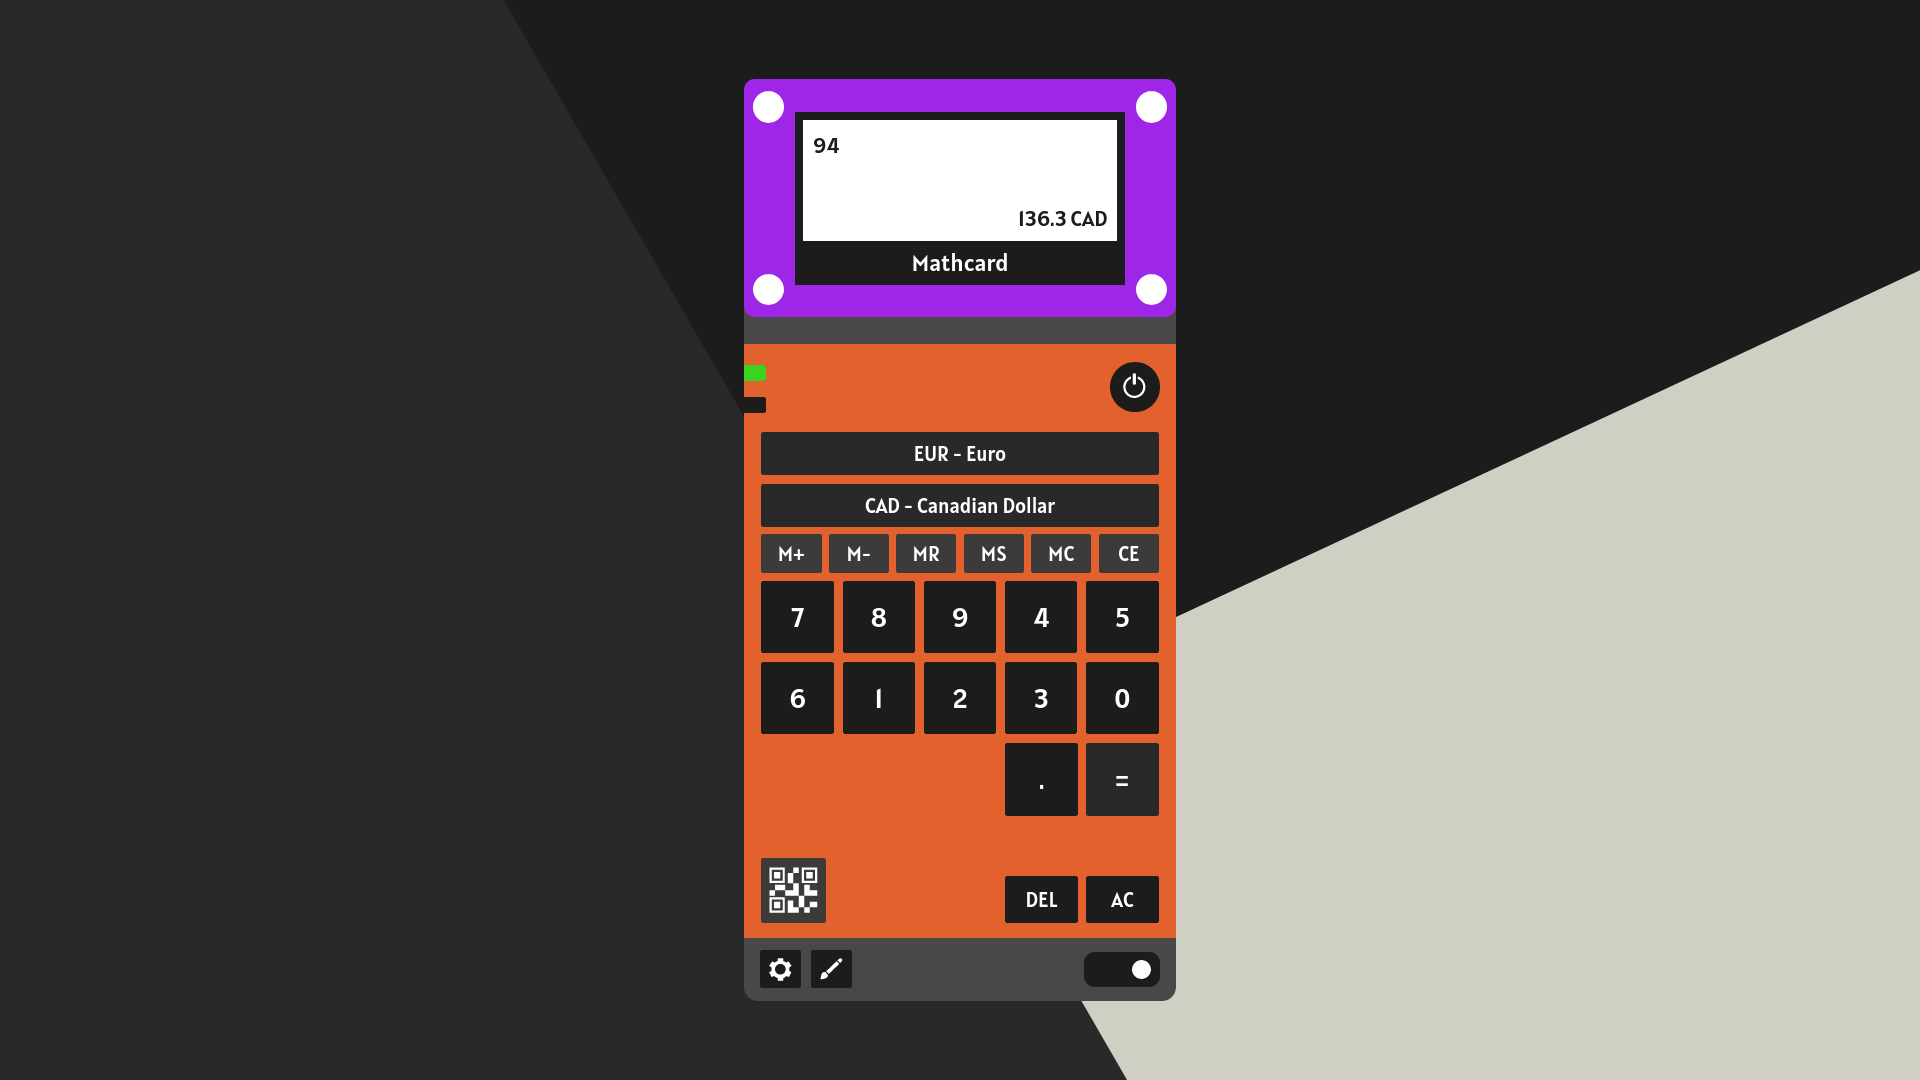 94
136.3 CAD
Mathcard
EUR - Euro
CAD - Canadian Dollar
M+ M- MR MS MC CE
7 8 9 4 5
6 1 2 3 0
. =
DEL AC